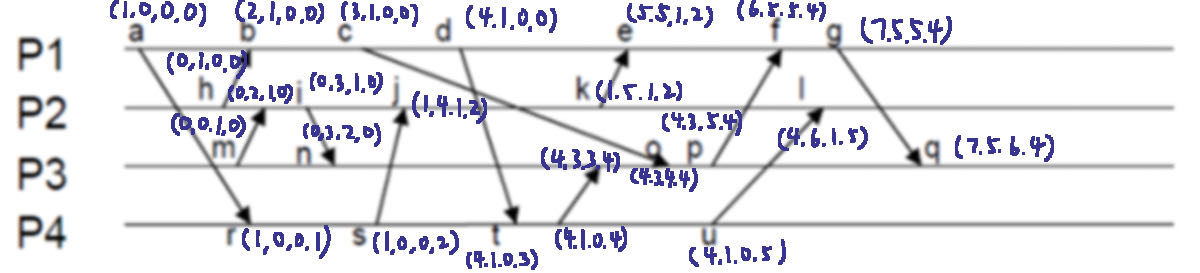 (1,0,0,0) (2,1,0,0) (3,1,0,0) (5.5,1,2) (6.5.5.4)
P1 a b c d (4.1.0,0) e f g (7.5.5.4)
(0,1,0,0)
P2 h (0,2,1,0) i (0,3,1,0) j (1,4.1,2) k (1.5.1,2) l
(0,0.1,0) (0,3,2,0) (4.3,5.4) (4.6.1.5)
P3 m n (4,3,3,4) o p q (7.5.6.4)
(4.3.4.4)
P4 r (1,0,0,1) s (1,0,0,2) t (4.1.0.4) u
(4.1.0,3) (4.1.0.5)